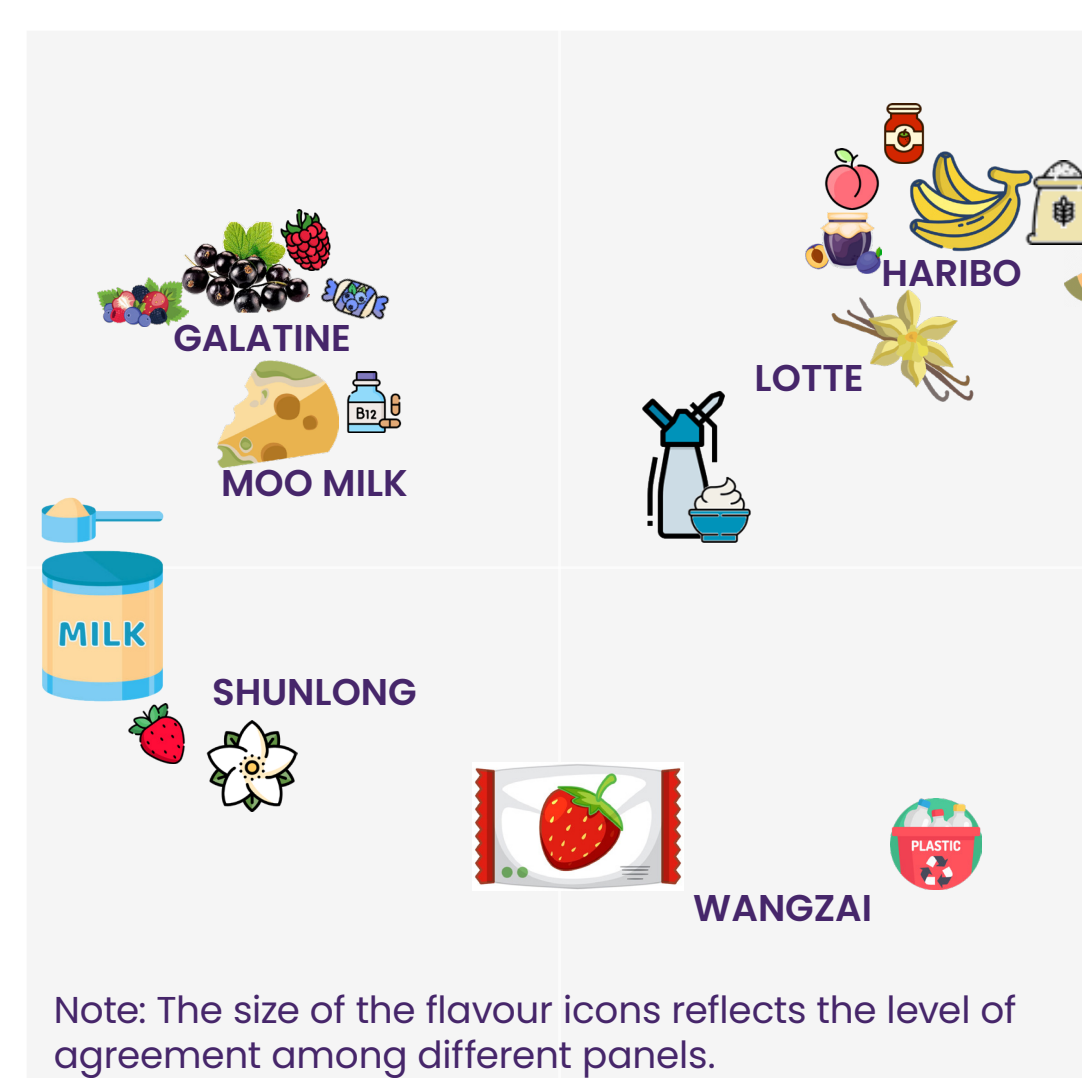 HARIBO
GALATINE
LOTTE
B12
MOO MILK
MILK
SHUNLONG
PLASTIC
WANGZAI
Note: The size of the flavour icons reflects the level of
agreement among different panels.